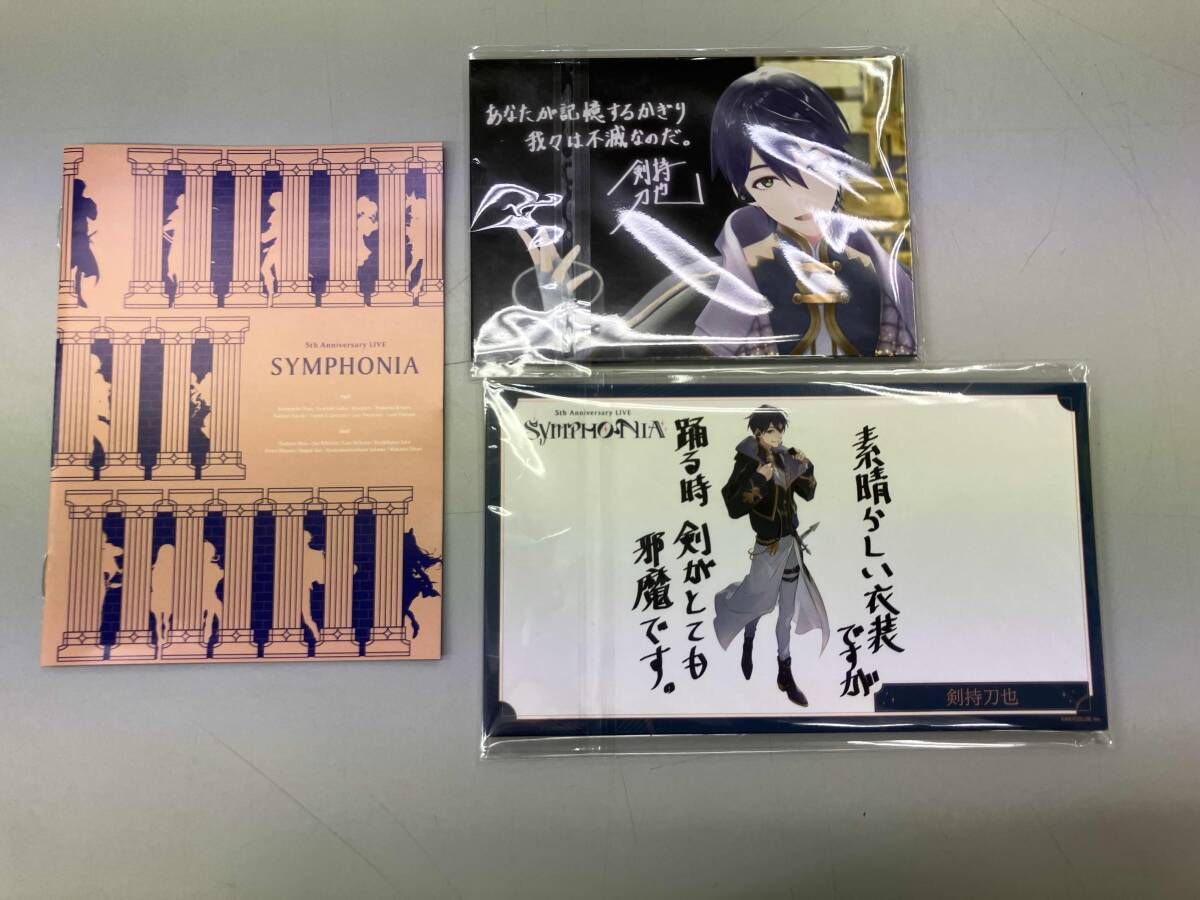 5th Anniversary LIVE
SYMPHONIA
あなたが記憶するかぎり
我々は不滅なのだ。
剣持
刀也
5th Anniversary LIVE
SYMPHONIA
素晴らしい衣装
ですが
踊る時 剣がとても
邪魔です。
剣持刀也